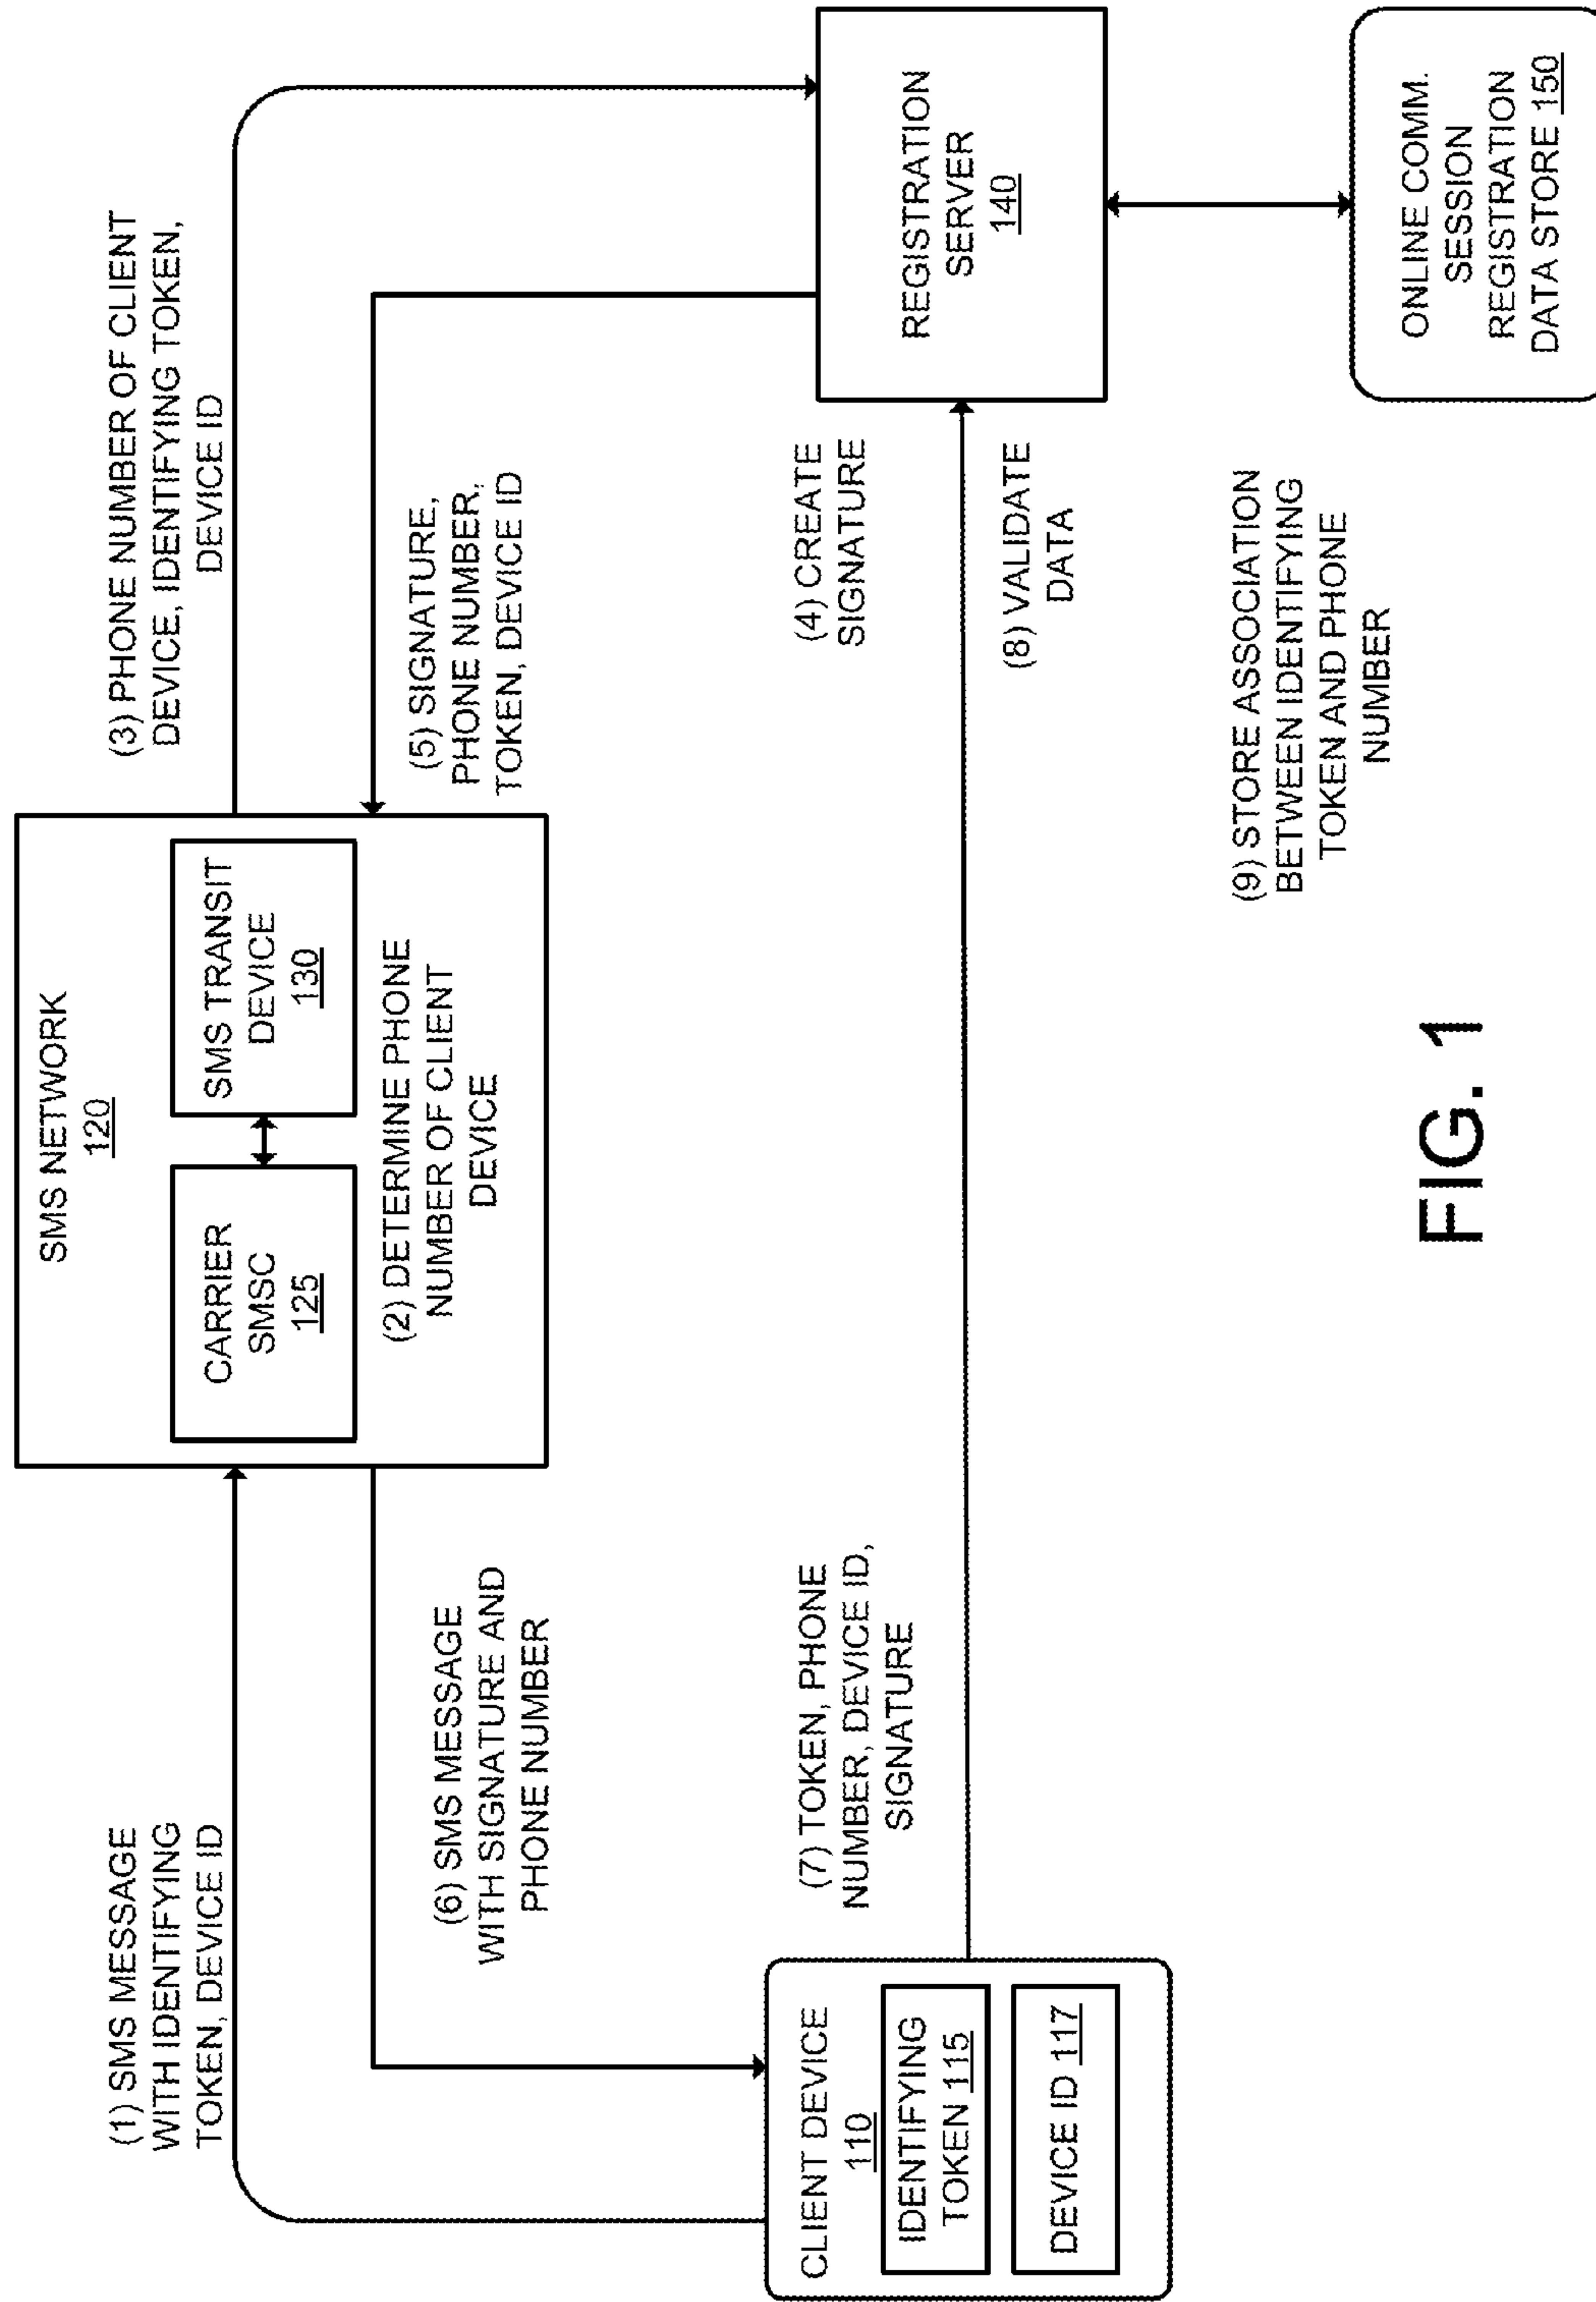 SMS NETWORK
120
CARRIER
SMSC
125
SMS TRANSIT
DEVICE
130
(2) DETERMINE PHONE
NUMBER OF CLIENT
DEVICE
(1) SMS MESSAGE
WITH IDENTIFYING
TOKEN, DEVICE ID
(3) PHONE NUMBER OF CLIENT
DEVICE, IDENTIFYING TOKEN,
DEVICE ID
(6) SMS MESSAGE
WITH SIGNATURE AND
PHONE NUMBER
(5) SIGNATURE,
PHONE NUMBER,
TOKEN, DEVICE ID
CLIENT DEVICE
110
IDENTIFYING
TOKEN 115
DEVICE ID 117
(7) TOKEN, PHONE
NUMBER, DEVICE ID,
SIGNATURE
(4) CREATE
SIGNATURE
(8) VALIDATE
DATA
REGISTRATION
SERVER
140
(9) STORE ASSOCIATION
BETWEEN IDENTIFYING
TOKEN AND PHONE
NUMBER
ONLINE COMM.
SESSION
REGISTRATION
DATA STORE 150
FIG. 1